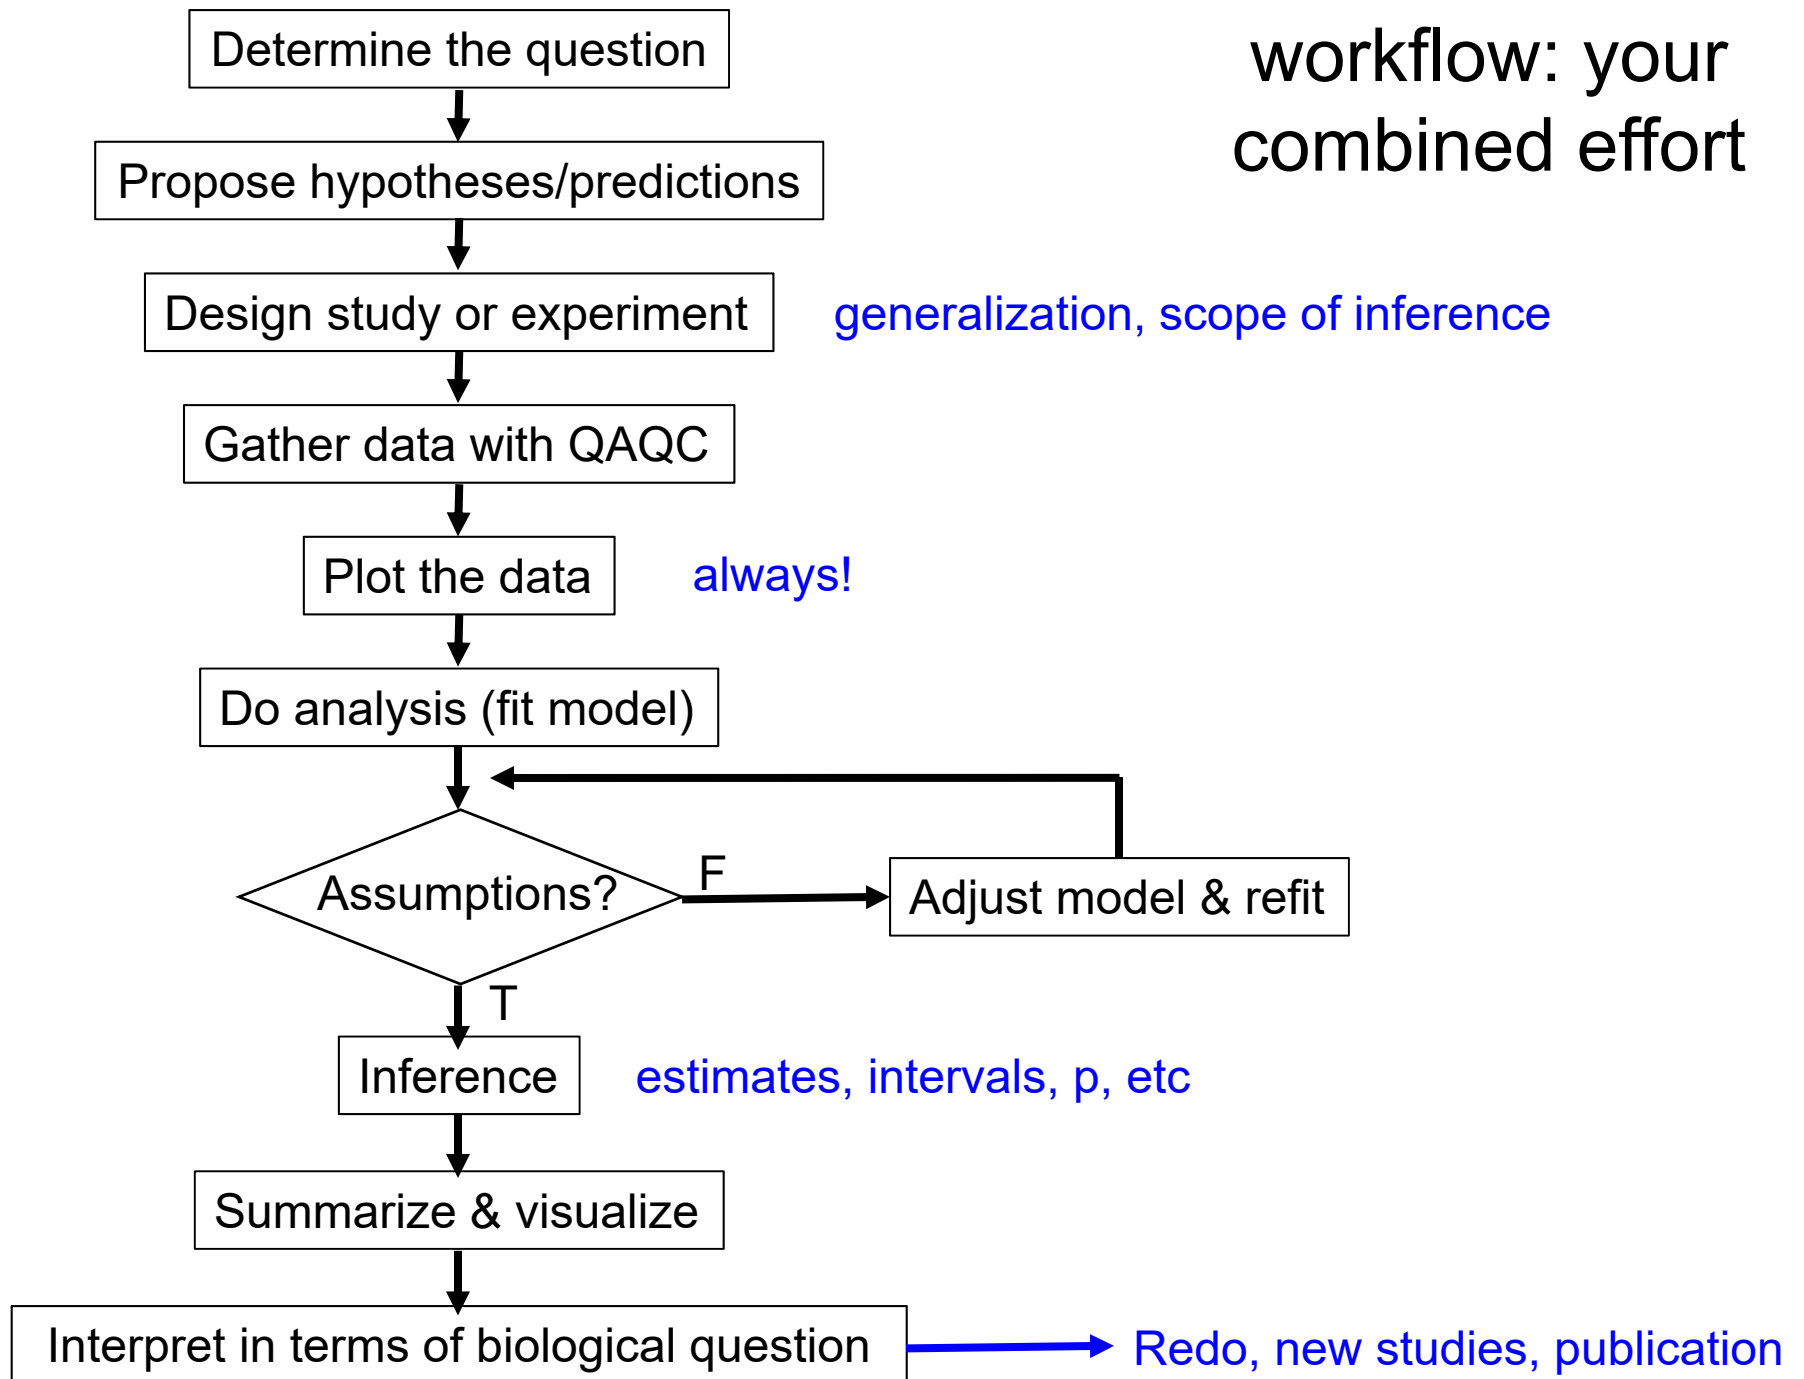 workflow: your
combined effort
Determine the question
Propose hypotheses/predictions
Design study or experiment
generalization, scope of inference
Gather data with QAQC
Plot the data
always!
Do analysis (fit model)
Assumptions?
F
Adjust model & refit
T
Inference
estimates, intervals, p, etc
Summarize & visualize
Interpret in terms of biological question
Redo, new studies, publication